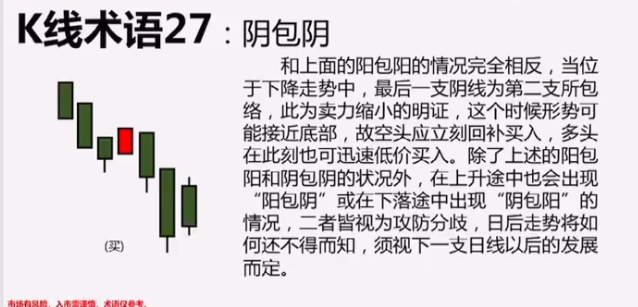 K线术语27：阴包阴
和上面的阳包阳的情况完全相反，当位
于下降走势中，最后一支阴线为第二支所包
络，此为卖力缩小的明证，这个时候形势可
能接近底部，故空头应立刻回补买入，多头
在此刻也可迅速低价买入。除了上述的阳包
阳和阴包阴的状况外，在上升途中也会出现
“阳包阴”或在下落途中出现“阴包阳”的
情况，二者皆视为攻防分歧，日后走势将如
何还不得而知，须视下一支日线以后的发展
而定。
(买)
市场有风险，入市需谨慎，术语仅参考。